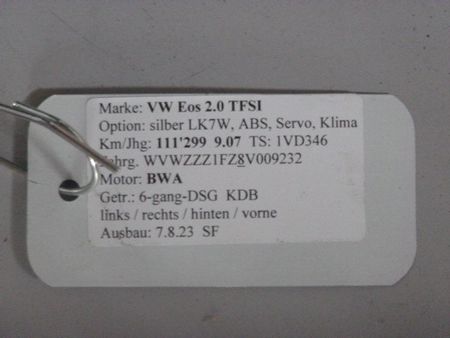 Marke: VW Eos 2.0 TFSI
Option: silber LK7W, ABS, Servo, Klima
Km/Jhg: 111'299 9.07 TS: 1VD346
WVWZZZ1FZ8V009232
Motor: BWA
Getr.: 6-gang-DSG KDB
links / rechts / hinten / vorne
Ausbau: 7.8.23 SF